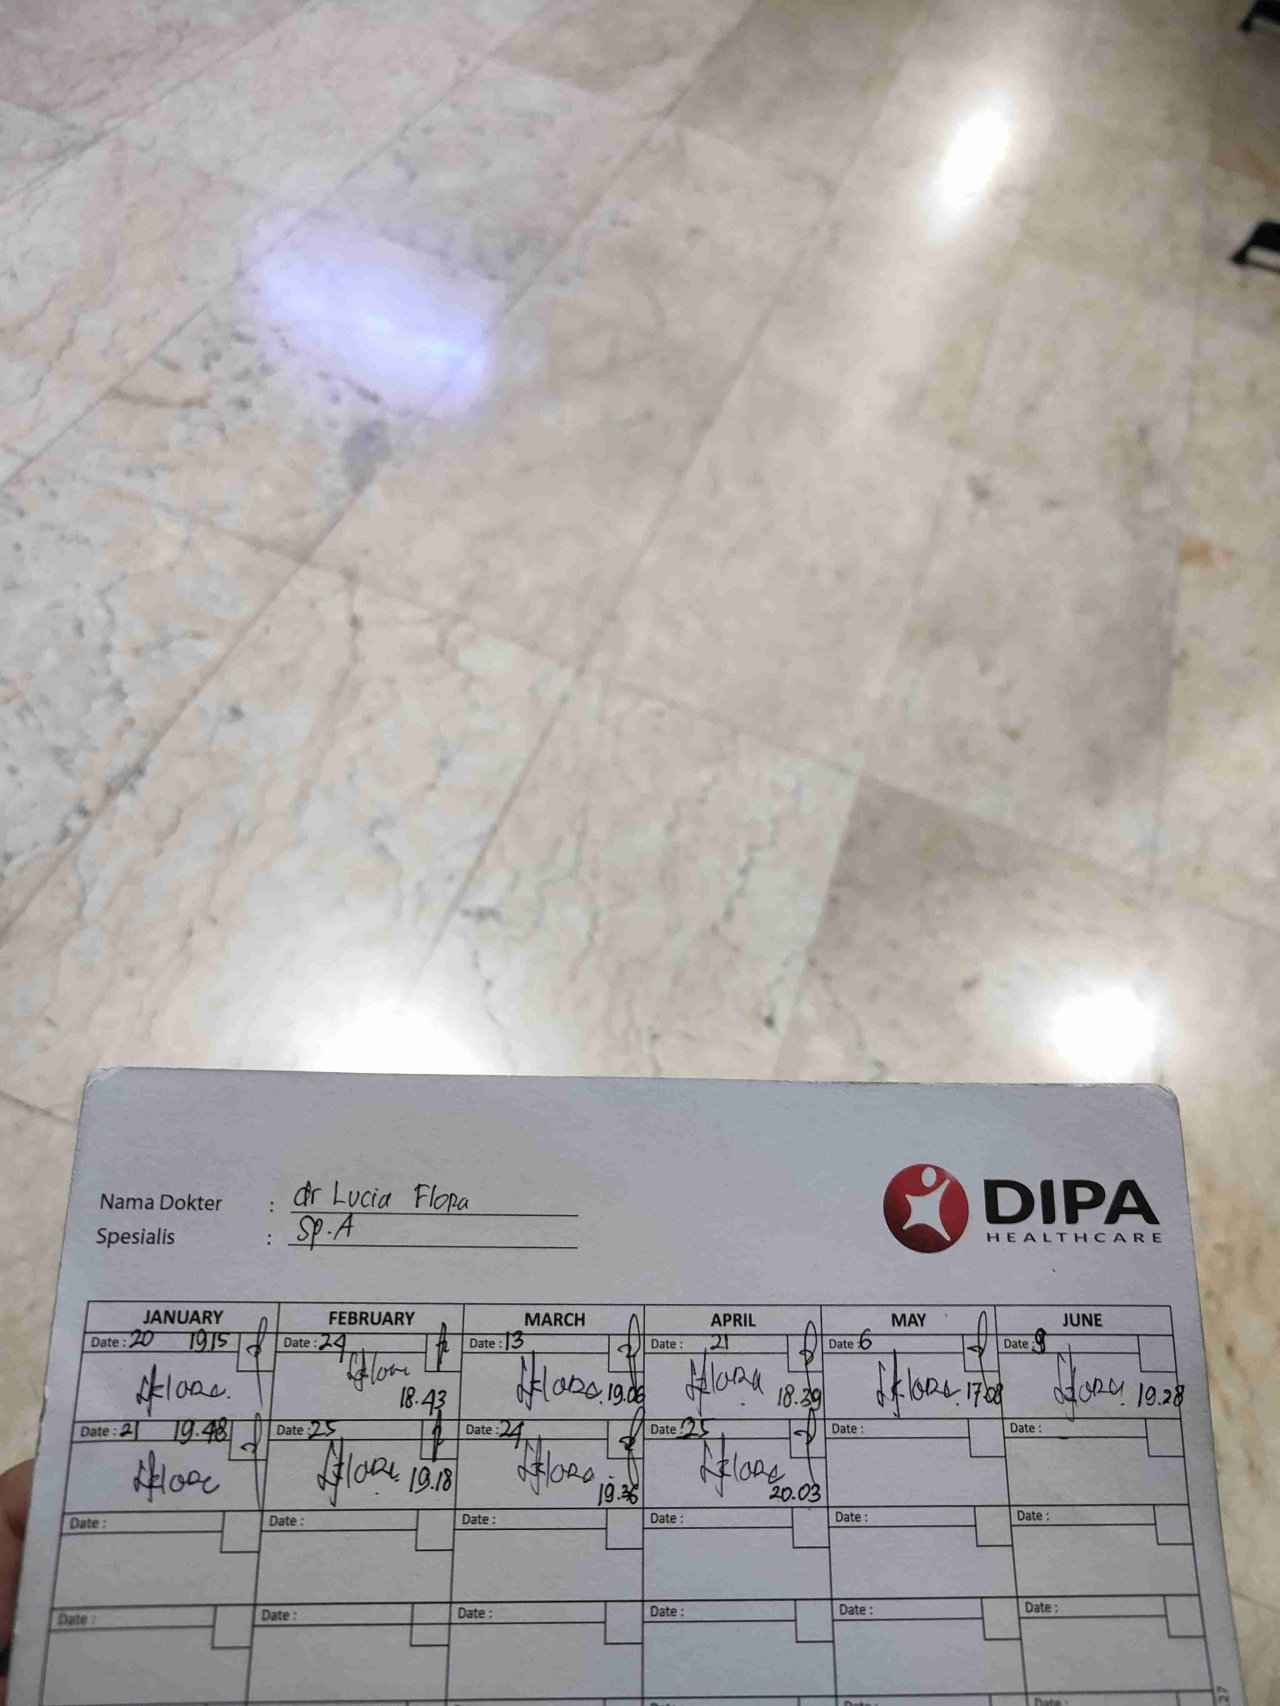 Nama Dokter : dr Lucia Flora
Spesialis : Sp.A
DIPA
HEALTHCARE
JANUARY FEBRUARY MARCH APRIL MAY JUNE
Date : 20 19.15 Date : 24 Date : 13 Date : 21 Date : 6 Date :
18.43 19.06 18.39 17.08 19.28
Date : 21 19.48 Date : 25 Date : 24 Date : 25 Date : Date :
19.18 19.36 20.03
Date : Date : Date : Date : Date : Date :
Date : Date : Date : Date : Date : Date :